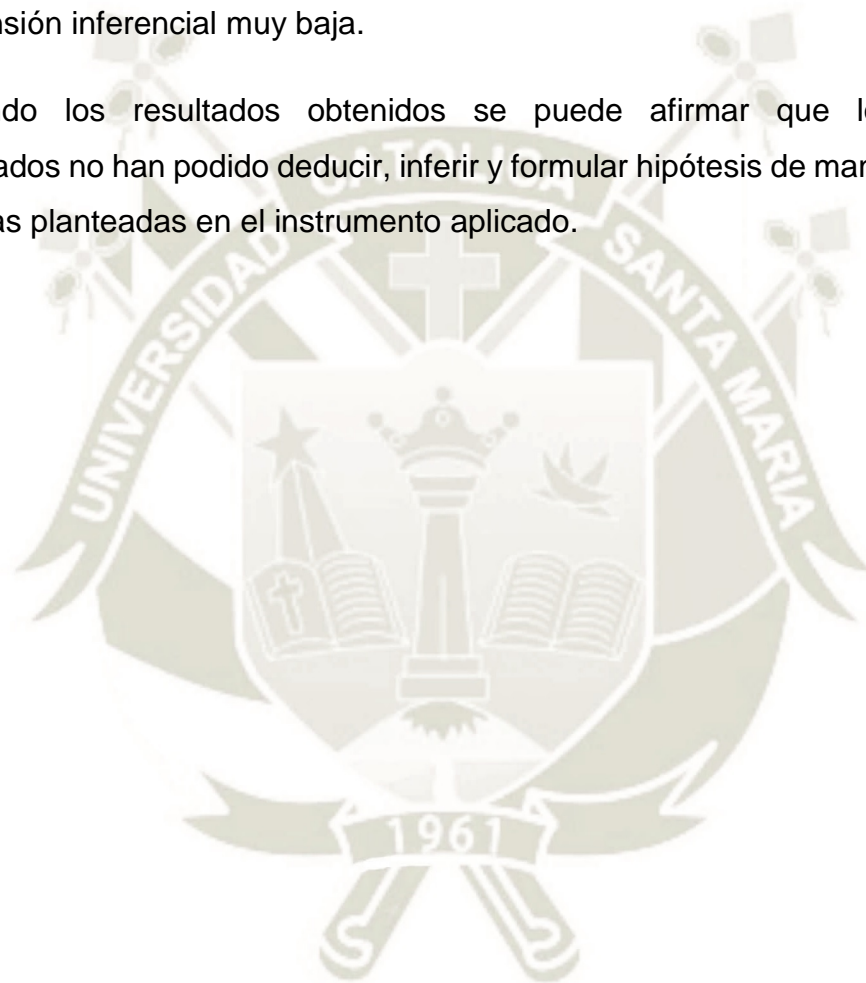 nsión inferencial muy baja.
do los resultados obtenidos se puede afirmar que l
ados no han podido deducir, inferir y formular hipótesis de mar
as planteadas en el instrumento aplicado.
UNIVERSIDAD CATOLICA SANTA MARIA
1961